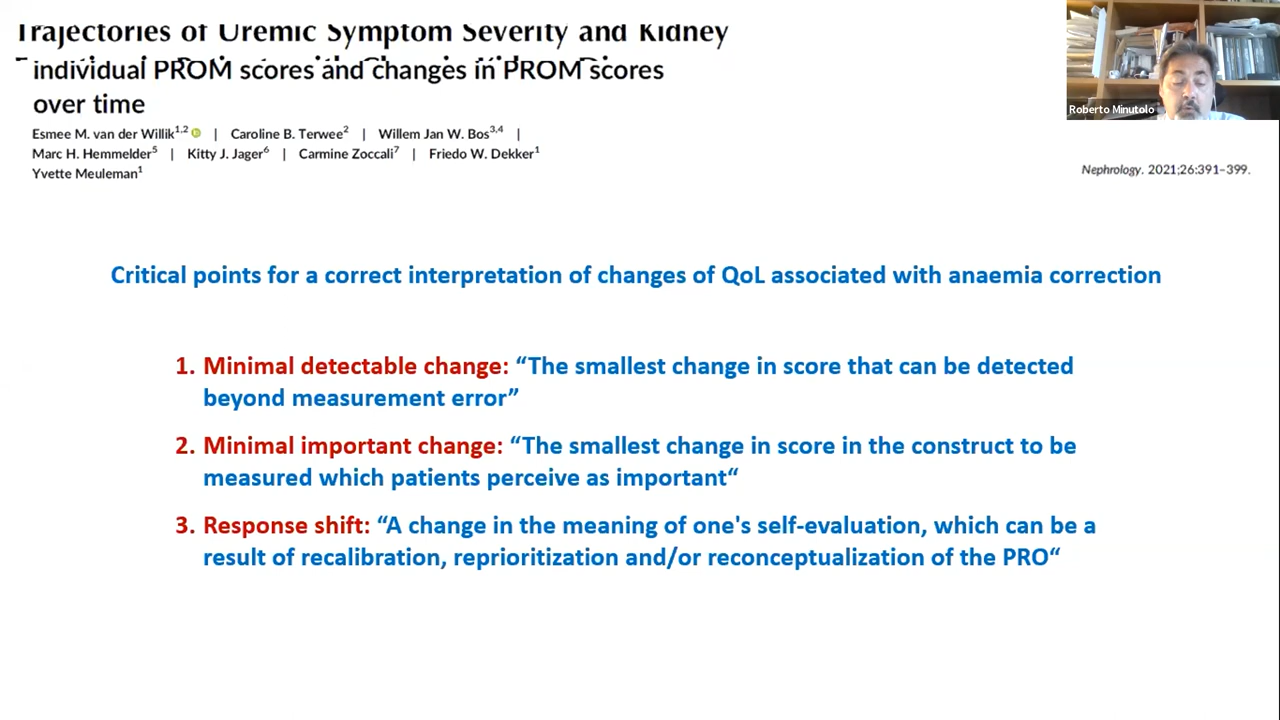 Trajectories of Uremic Symptom Severity and Kidney
individual PROM scores and changes in PROM scores
over time
Esmee M. van der Willik1,2 | Caroline B. Terwee2 | Willem Jan W. Bos3,4 |
Marc H. Hemmelder5 | Kitty J. Jager6 | Carmine Zoccali7 | Friedo W. Dekker1
Yvette Meuleman1
Roberto Minutolo
Nephrology. 2021;26:391–399.
Critical points for a correct interpretation of changes of QoL associated with anaemia correction
1. Minimal detectable change: “The smallest change in score that can be detected
beyond measurement error”
2. Minimal important change: “The smallest change in score in the construct to be
measured which patients perceive as important“
3. Response shift: “A change in the meaning of one's self-evaluation, which can be a
result of recalibration, reprioritization and/or reconceptualization of the PRO“